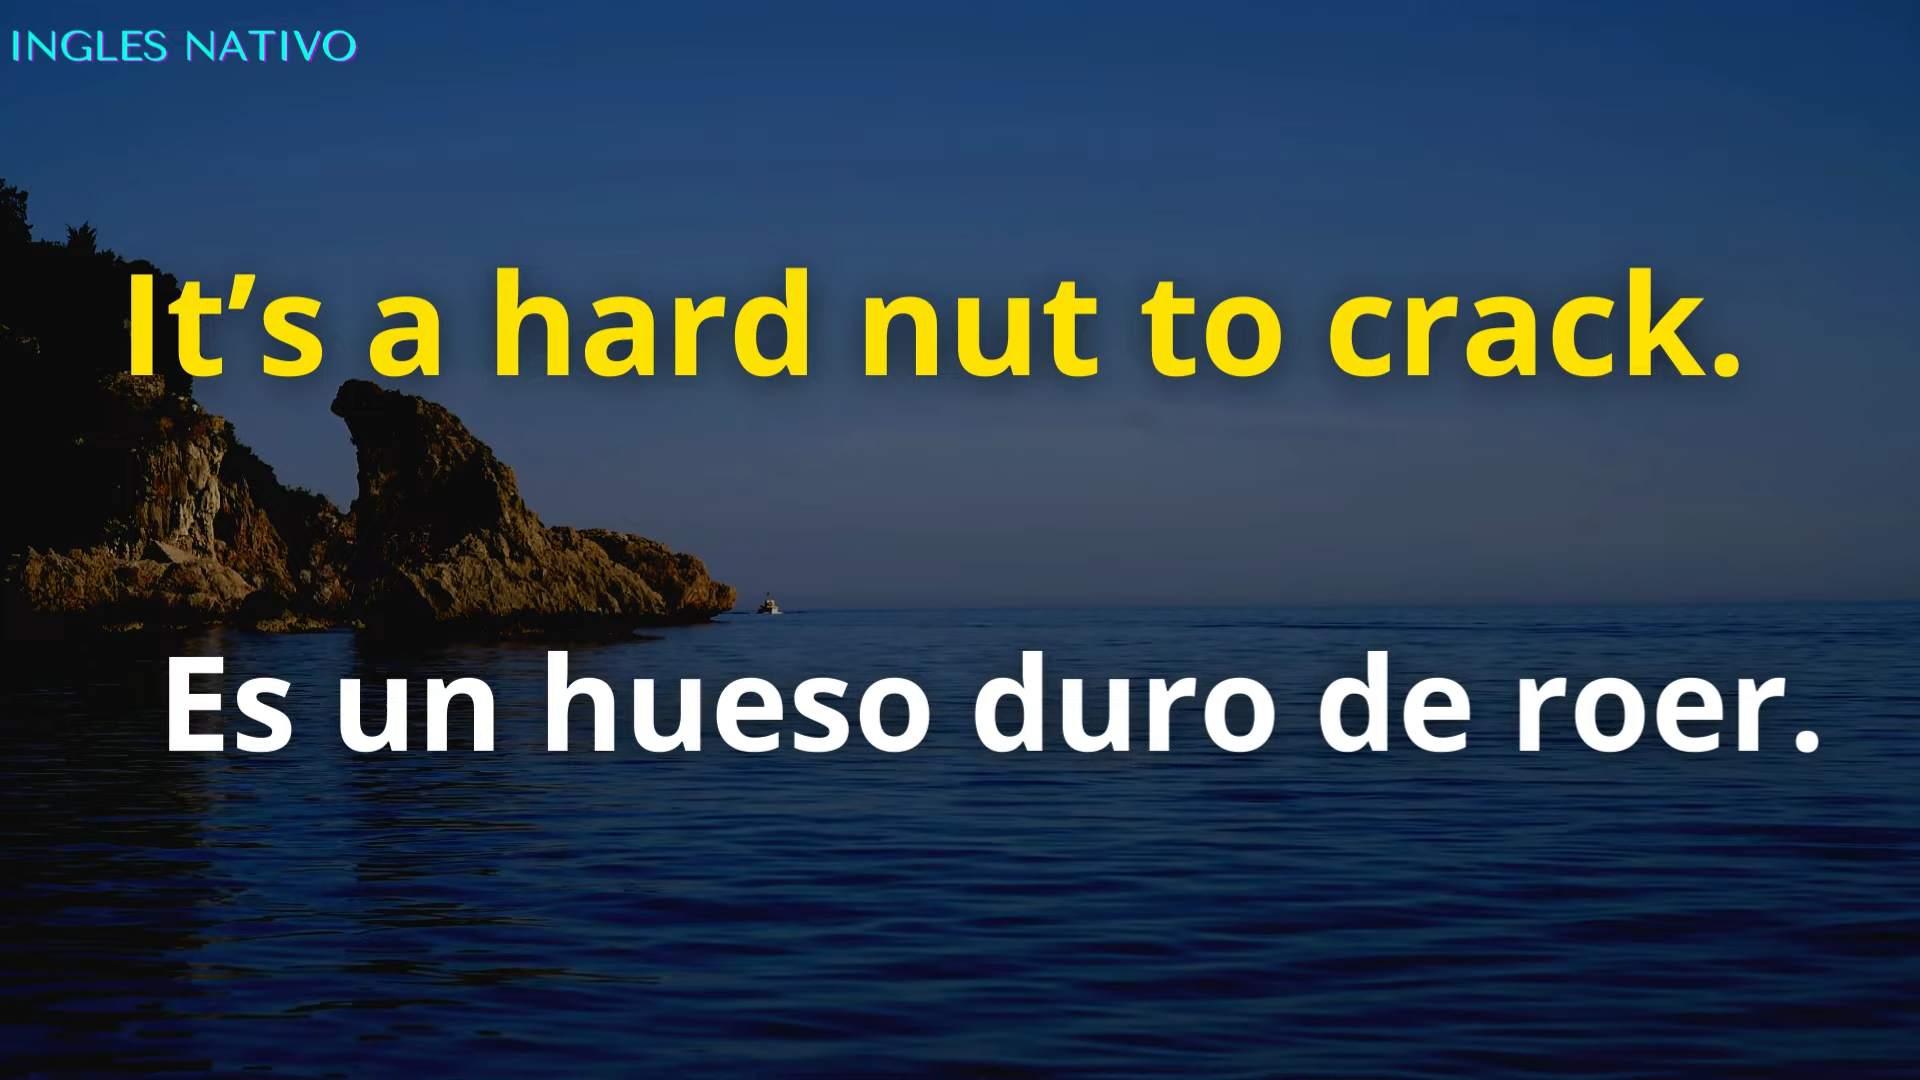 INGLES NATIVO
It’s a hard nut to crack.
Es un hueso duro de roer.